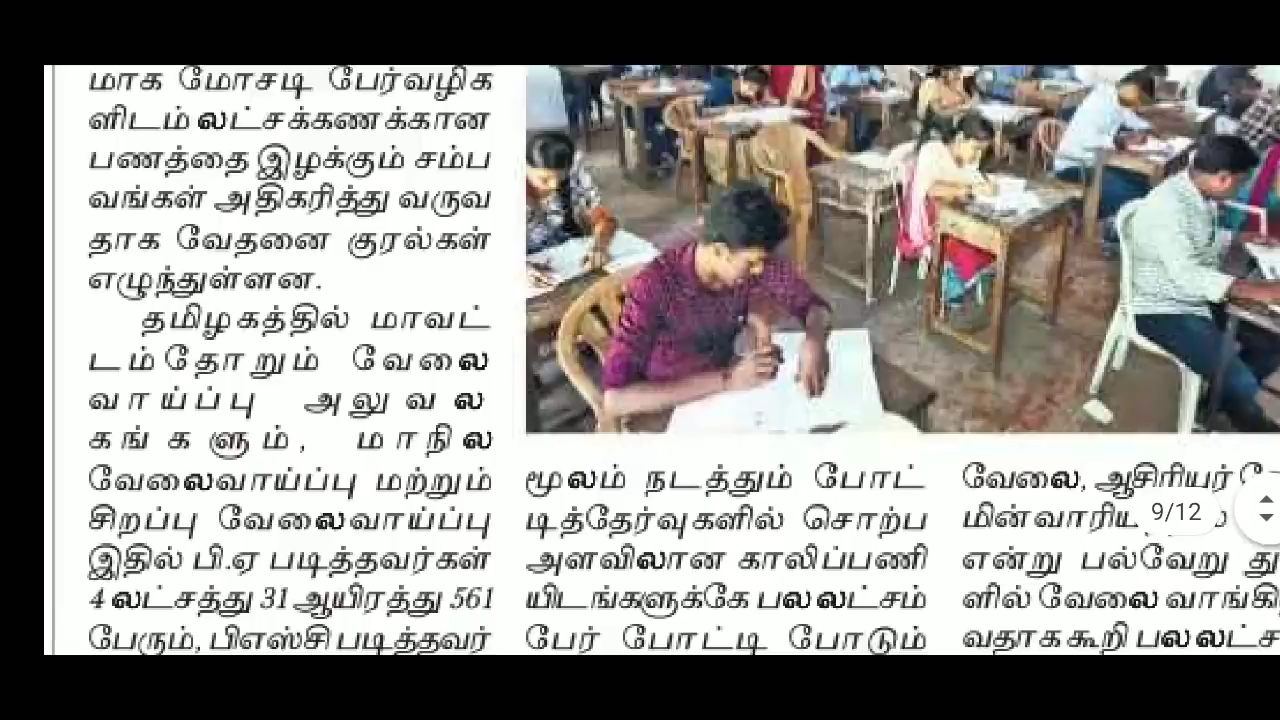 மாக மோசடி பேர்வழிக
ளிடம் லட்சக்கணக்கான
பணத்தை இழக்கும் சம்ப
வங்கள் அதிகரித்து வருவ
தாக வேதனை குரல்கள்
எழுந்துள்ளன.
தமிழகத்தில் மாவட்
டம்தோறும் வேலை
வாய்ப்பு அலுவல
கங்களும், மாநில
வேலைவாய்ப்பு மற்றும்
சிறப்பு வேலைவாய்ப்பு
இதில் பி.ஏ படித்தவர்கள்
4 லட்சத்து 31 ஆயிரத்து 561
பேரும், பிஎஸ்சி படித்தவர்
மூலம் நடத்தும் போட்
டித்தேர்வுகளில் சொற்ப
அளவிலான காலிப்பணி
யிடங்களுக்கே பல லட்சம்
பேர் போட்டி போடும்
வேலை, ஆசிரியர்
மின்வாரிய
என்று பல்வேறு து
ளில் வேலை வாங்கி
வதாக கூறி பல லட்ச
9/12